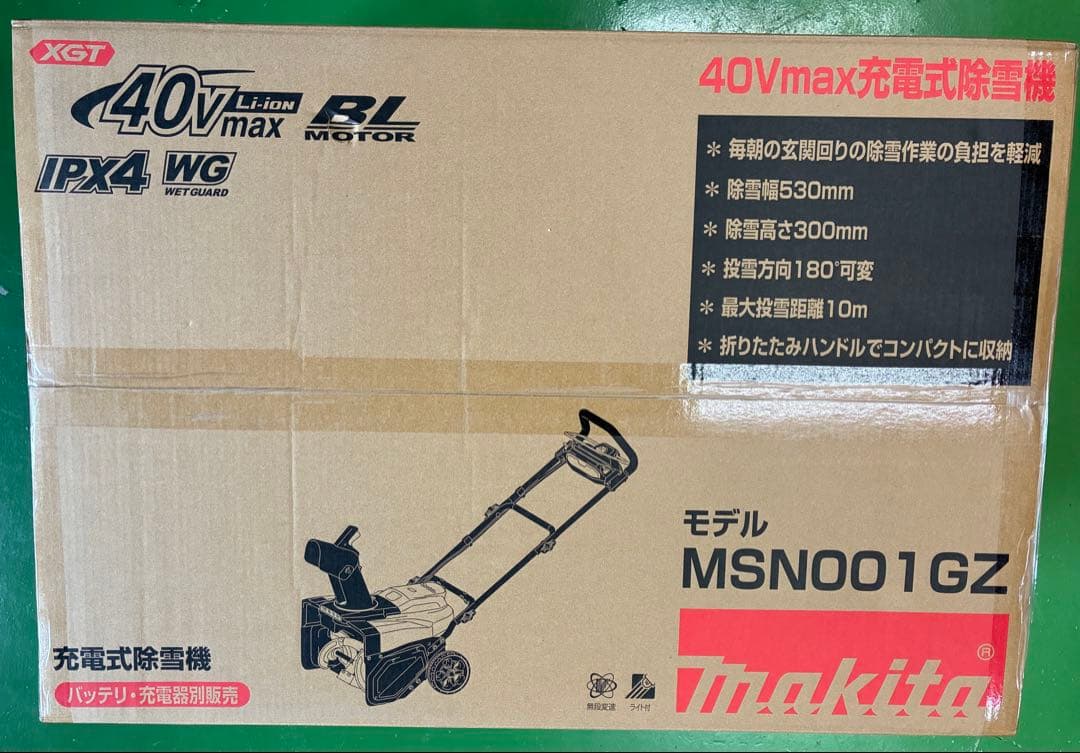 XGT
40Vmax Li-ion
BL MOTOR
IPX4 WG WET GUARD
40Vmax充電式除雪機
＊ 毎朝の玄関回りの除雪作業の負担を軽減
＊ 除雪幅530mm
＊ 除雪高さ300mm
＊ 投雪方向180°可変
＊ 最大投雪距離10m
＊ 折りたたみハンドルでコンパクトに収納
モデル
MSN001GZ
makita®
充電式除雪機
バッテリ・充電器別販売
無段変速
ライト付